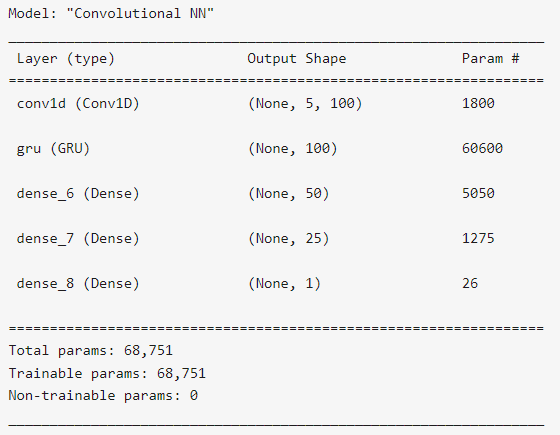 Model: "Convolutional NN"
_________________________________________________________________
Layer (type) Output Shape Param #
=================================================================
conv1d (Conv1D) (None, 5, 100) 1800
gru (GRU) (None, 100) 60600
dense_6 (Dense) (None, 50) 5050
dense_7 (Dense) (None, 25) 1275
dense_8 (Dense) (None, 1) 26
=================================================================
Total params: 68,751
Trainable params: 68,751
Non-trainable params: 0
_________________________________________________________________